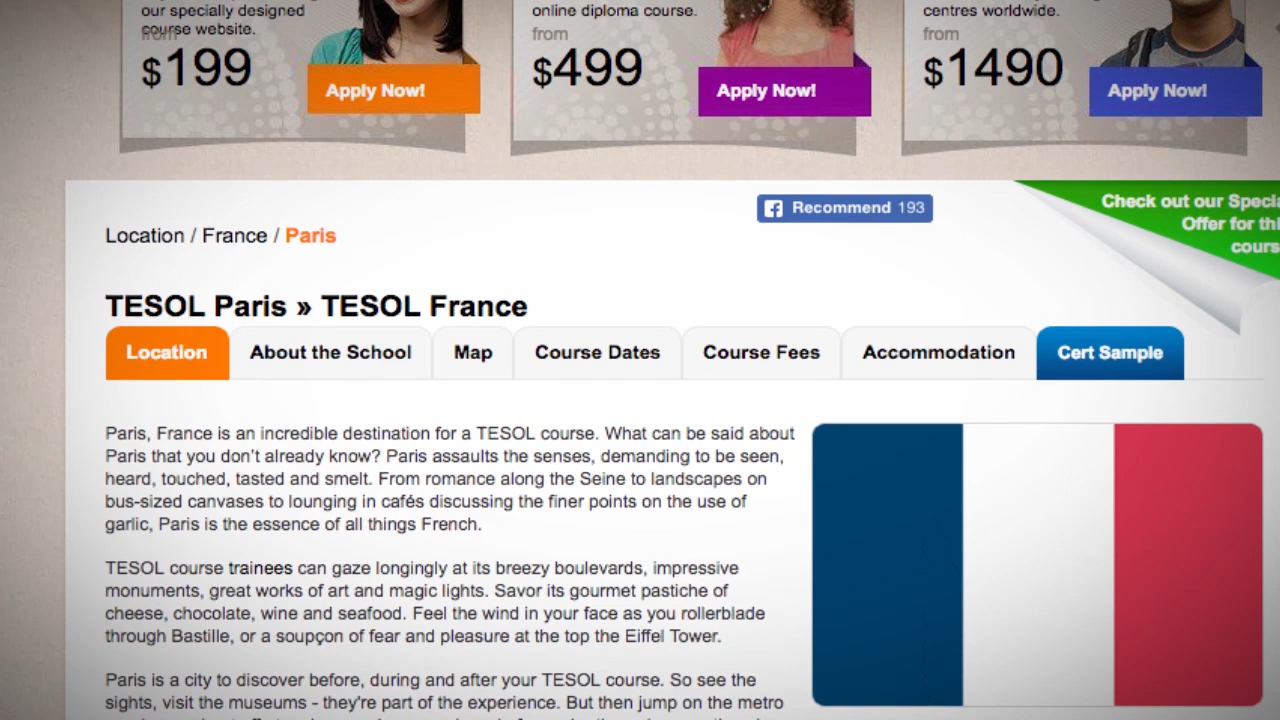 our specially designed
course website.
from
$199
Apply Now!
online diploma course.
from
$499
Apply Now!
centres worldwide.
from
$1490
Apply Now!
Recommend 193
Check out our Specia
Offer for thi
cours
Location / France / Paris
TESOL Paris » TESOL France
Location
About the School
Map
Course Dates
Course Fees
Accommodation
Cert Sample
Paris, France is an incredible destination for a TESOL course. What can be said about
Paris that you don't already know? Paris assaults the senses, demanding to be seen,
heard, touched, tasted and smelt. From romance along the Seine to landscapes on
bus-sized canvases to lounging in cafés discussing the finer points on the use of
garlic, Paris is the essence of all things French.
TESOL course trainees can gaze longingly at its breezy boulevards, impressive
monuments, great works of art and magic lights. Savor its gourmet pastiche of
cheese, chocolate, wine and seafood. Feel the wind in your face as you rollerblade
through Bastille, or a soupçon of fear and pleasure at the top the Eiffel Tower.
Paris is a city to discover before, during and after your TESOL course. So see the
sights, visit the museums - they're part of the experience. But then jump on the metro